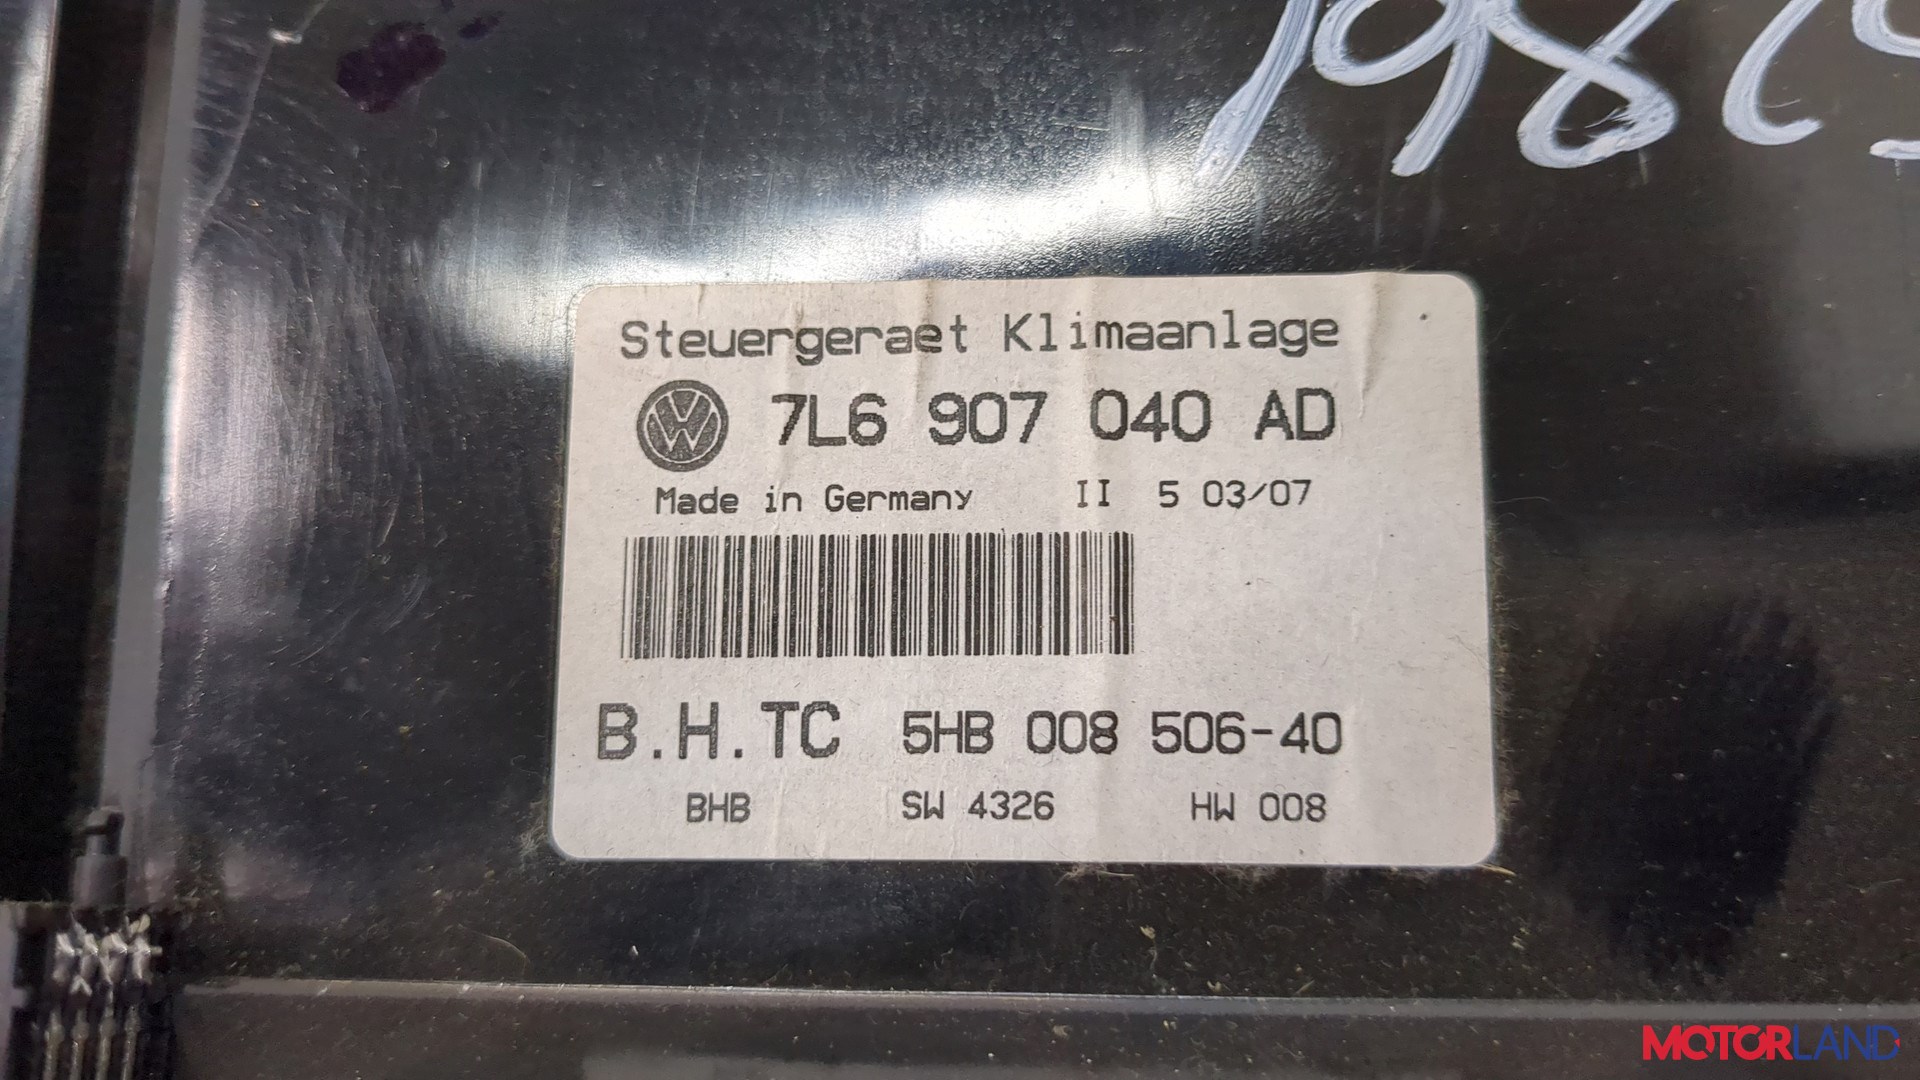 Steuergeraet Klimaanlage
7L6 907 040 AD
Made in Germany II 5 03/07
B.H.TC 5HB 008 506-40
BHB SW 4326 HW 008
MOTORLAND